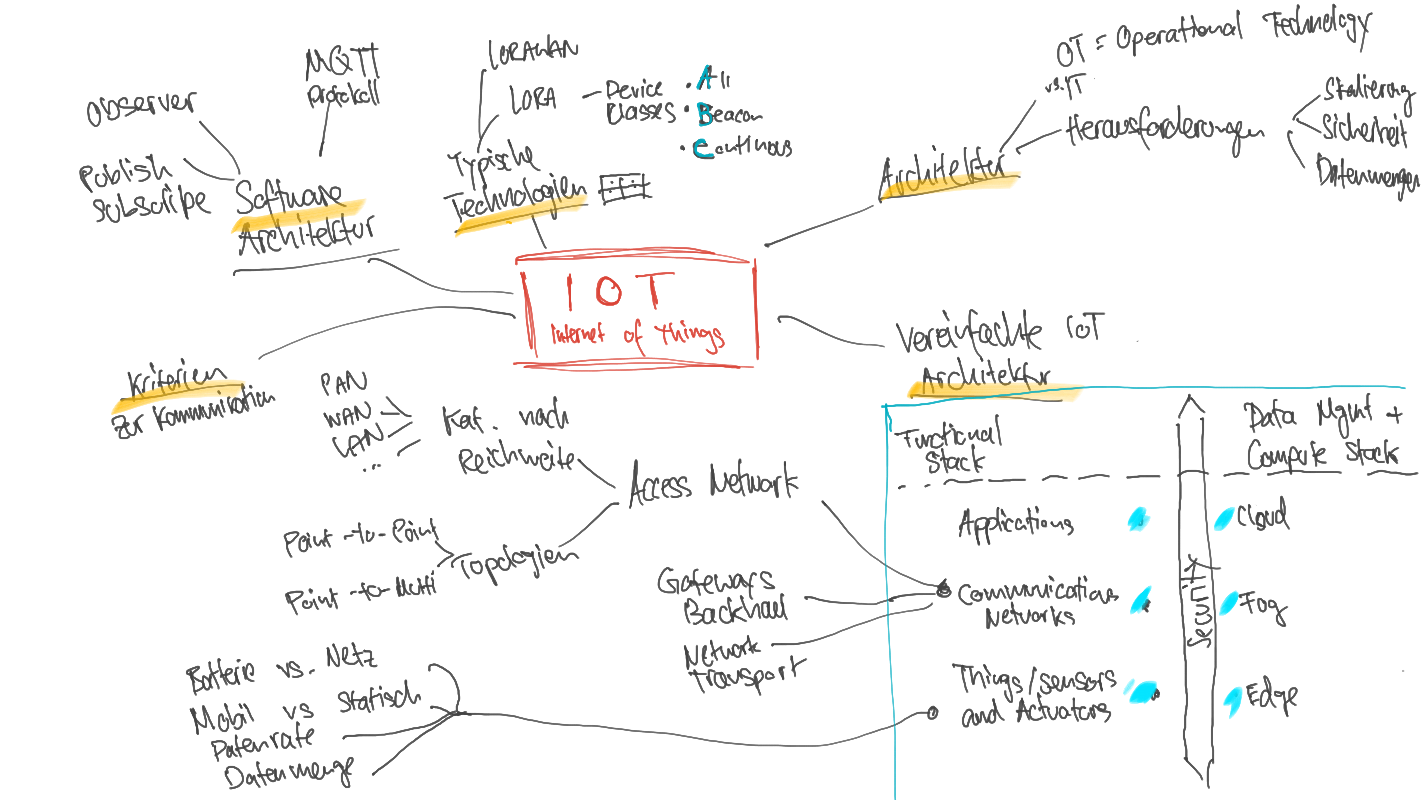 MQTT
Protokoll
Observer
Publish
Subscribe
Software
Architektur
LORAWAN
LORA
Device
Classes
• All
• Beacon
• Continous
Typische
Technologien
OT = Operational Technology
vs. IT
Herausforderungen
Skalierung
Sicherheit
Datenmengen
Architektur
IOT
Internet of Things
Kriterien
zur Kommunikation
Vereinfachte IoT
Architektur
PAN
WAN
LAN
...
Kat. nach
Reichweite
Access Network
Point-to-Point
Point-to-Multi
Topologien
Gateways
Backhaul
Network
transport
Batterie vs. Netz
Mobil vs statisch
Datenrate
Datenmenge
Functional
Stack
Data Mgmt +
Compute Stack
Applications
Cloud
Communications
Networks
Fog
Things/sensors
and Actuators
Edge
Security